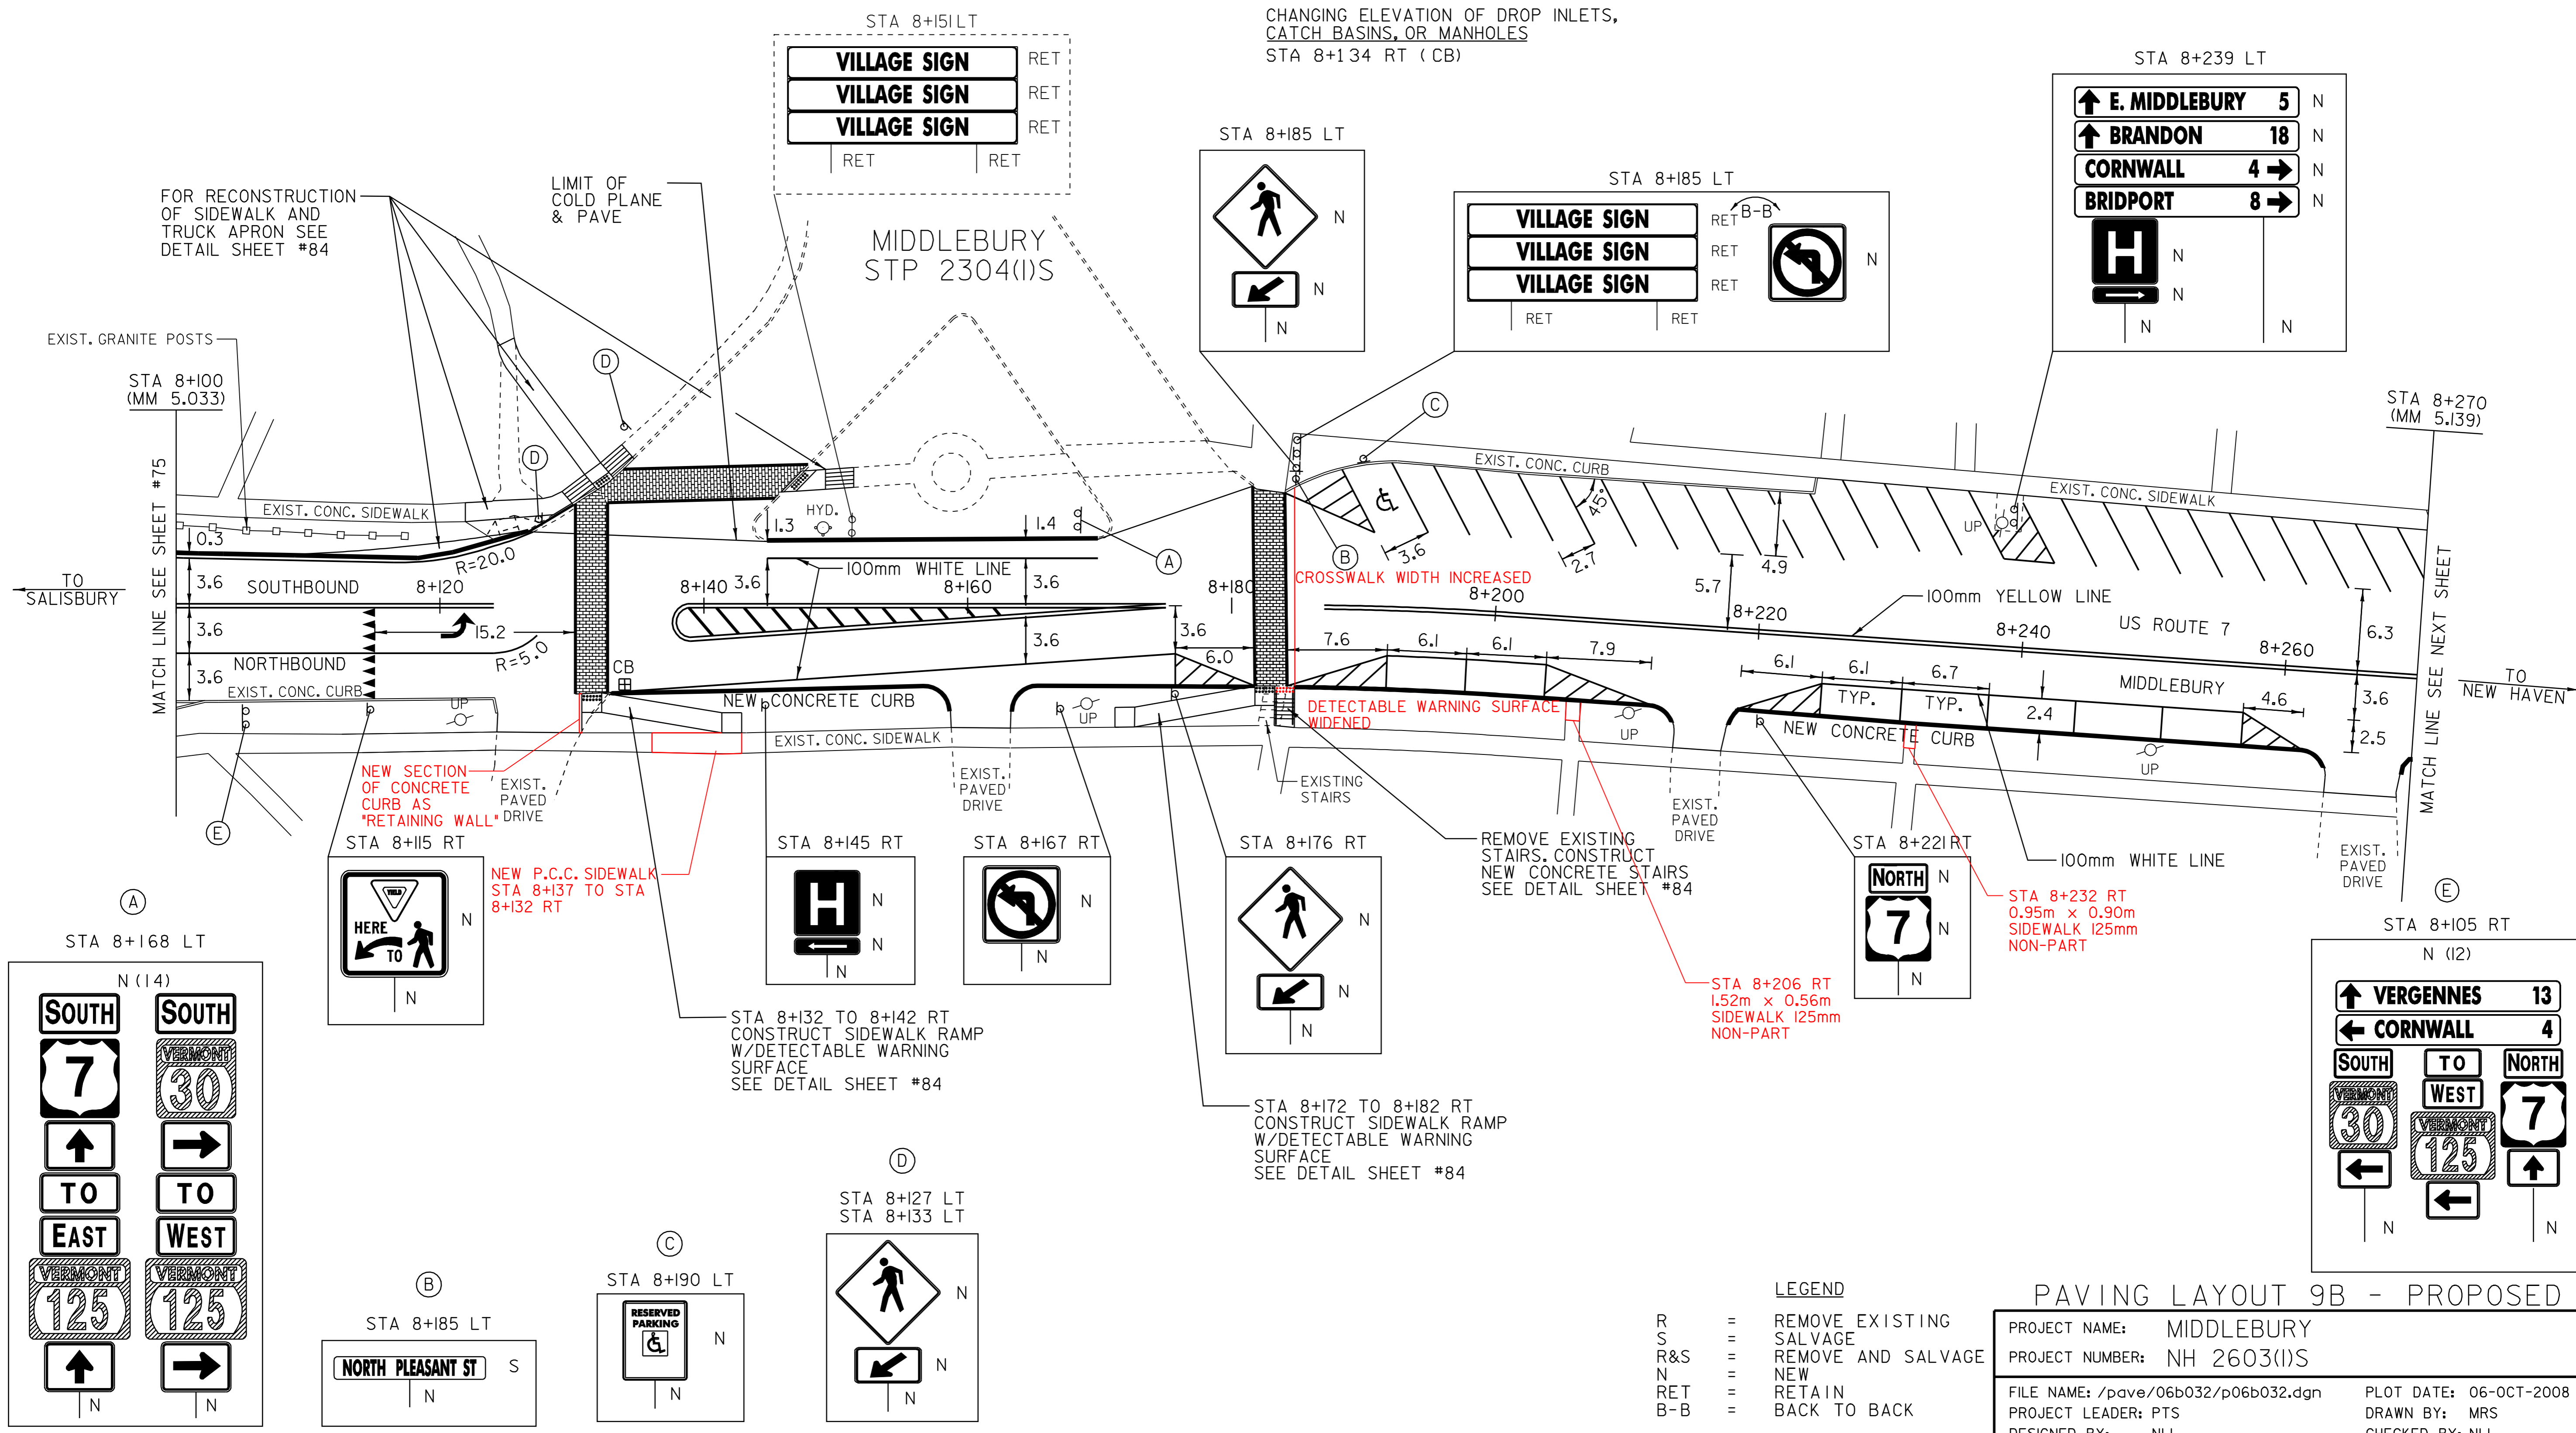 STA 8+151 LT
VILLAGE SIGN RET
VILLAGE SIGN RET
VILLAGE SIGN RET
RET RET
CHANGING ELEVATION OF DROP INLETS,
CATCH BASINS, OR MANHOLES
STA 8+134 RT (CB)
STA 8+239 LT
E. MIDDLEBURY 5 N
BRANDON 18 N
CORNWALL 4 N
BRIDPORT 8 N
H N
N
N N
STA 8+185 LT
N
N
N
STA 8+185 LT
VILLAGE SIGN RET B-B
VILLAGE SIGN RET N
VILLAGE SIGN RET
RET RET
FOR RECONSTRUCTION
OF SIDEWALK AND
TRUCK APRON SEE
DETAIL SHEET #84
LIMIT OF
COLD PLANE
& PAVE
MIDDLEBURY
STP 2304(1)S
EXIST. GRANITE POSTS
STA 8+100
(MM 5.033)
D
D
C
STA 8+270
(MM 5.139)
MATCH LINE SEE SHEET #75
EXIST. CONC. SIDEWALK
EXIST. CONC. CURB
EXIST. CONC. SIDEWALK
HYD.
1.3
1.4
A
B
3.6
45°
2.7
4.9
UP
0.3
R=20.0
TO
SALISBURY
3.6
SOUTHBOUND
8+120
8+140
3.6
100mm WHITE LINE
8+160
3.6
8+180
CROSSWALK WIDTH INCREASED
8+200
5.7
8+220
100mm YELLOW LINE
8+240
US ROUTE 7
8+260
6.3
3.6
15.2
R=5.0
3.6
NORTHBOUND
3.6
EXIST. CONC. CURB
UP
CB
NEW CONCRETE CURB
UP
3.6
6.0
7.6
6.1
6.1
7.9
DETECTABLE WARNING SURFACE
WIDENED
UP
6.1
6.1
TYP.
6.7
TYP.
2.4
MIDDLEBURY
4.6
3.6
2.5
NEW CONCRETE CURB
UP
TO
NEW HAVEN
MATCH LINE SEE NEXT SHEET
EXIST. CONC. SIDEWALK
E
NEW SECTION
OF CONCRETE
CURB AS
"RETAINING WALL"
EXIST.
PAVED
DRIVE
EXIST.
PAVED
DRIVE
EXISTING
STAIRS
EXIST.
PAVED
DRIVE
EXIST.
PAVED
DRIVE
STA 8+115 RT
YIELD
HERE
TO
N
N
NEW P.C.C. SIDEWALK
STA 8+137 TO STA
8+132 RT
STA 8+145 RT
H N
N
N
STA 8+167 RT
N
N
STA 8+176 RT
N
N
N
REMOVE EXISTING
STAIRS. CONSTRUCT
NEW CONCRETE STAIRS
SEE DETAIL SHEET #84
STA 8+221 RT
NORTH N
7 N
N
100mm WHITE LINE
STA 8+232 RT
0.95m x 0.90m
SIDEWALK 125mm
NON-PART
STA 8+206 RT
1.52m x 0.56m
SIDEWALK 125mm
NON-PART
STA 8+132 TO 8+142 RT
CONSTRUCT SIDEWALK RAMP
W/DETECTABLE WARNING
SURFACE
SEE DETAIL SHEET #84
STA 8+172 TO 8+182 RT
CONSTRUCT SIDEWALK RAMP
W/DETECTABLE WARNING
SURFACE
SEE DETAIL SHEET #84
A
STA 8+168 LT
N (14)
SOUTH SOUTH
7 VERMONT 30
TO TO
EAST WEST
VERMONT VERMONT
125 125
N N
B
STA 8+185 LT
NORTH PLEASANT ST S
N
C
STA 8+190 LT
RESERVED
PARKING
N
N
D
STA 8+127 LT
STA 8+133 LT
N
N
N
E
STA 8+105 RT
N (12)
VERGENNES 13
CORNWALL 4
SOUTH TO NORTH
WEST
VERMONT 30
VERMONT 125
7
N N
LEGEND
R = REMOVE EXISTING
S = SALVAGE
R&S = REMOVE AND SALVAGE
N = NEW
RET = RETAIN
B-B = BACK TO BACK
PAVING LAYOUT 9B - PROPOSED
PROJECT NAME: MIDDLEBURY
PROJECT NUMBER: NH 2603(1)S
FILE NAME: /pave/06b032/p06b032.dgn PLOT DATE: 06-OCT-2008
PROJECT LEADER: PTS DRAWN BY: MRS